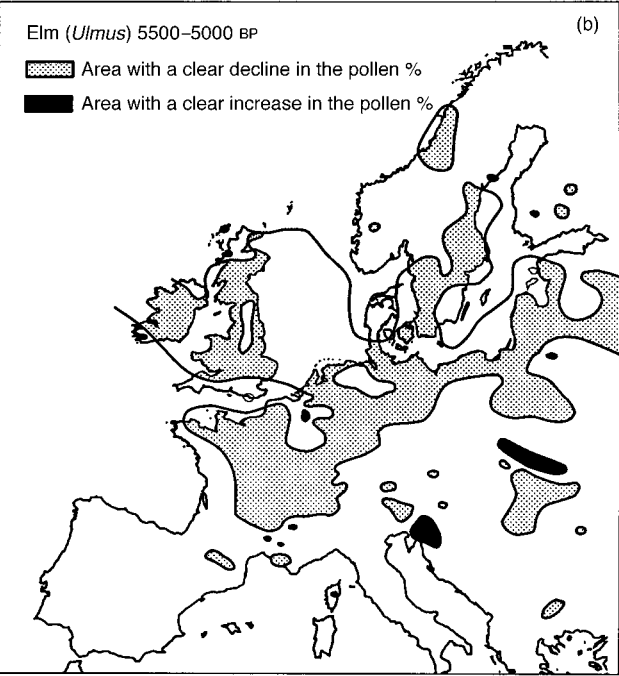 (b)
Elm (Ulmus) 5500–5000 BP
Area with a clear decline in the pollen %
Area with a clear increase in the pollen %